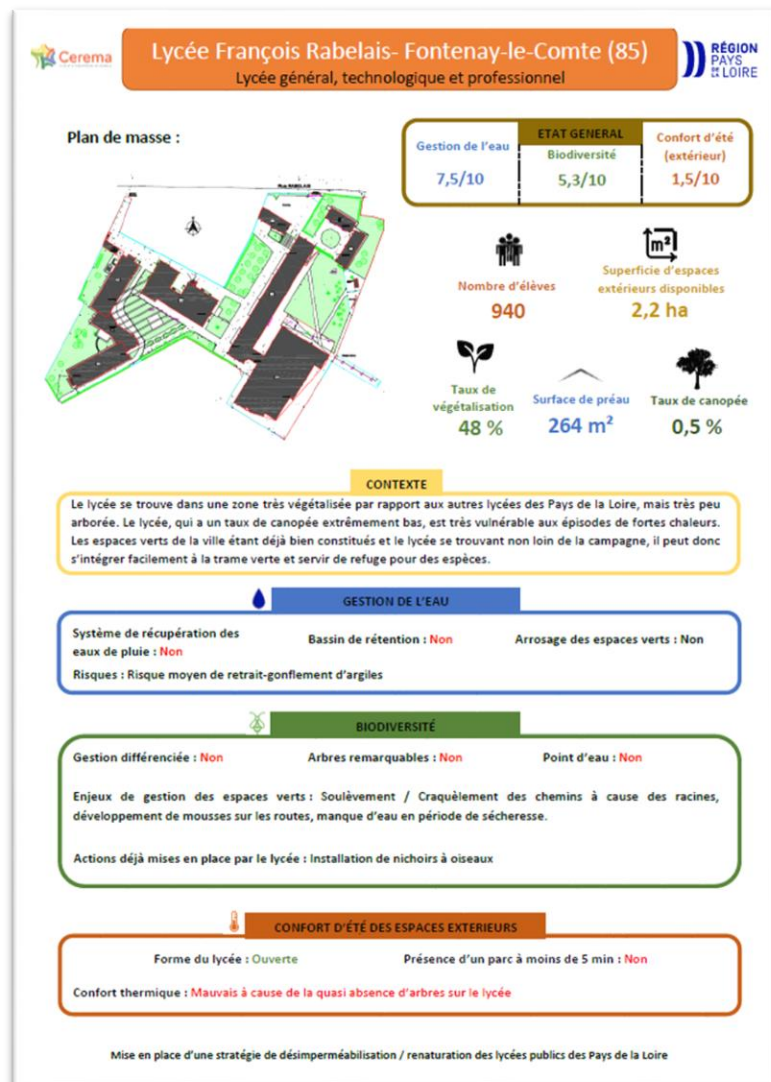 Cerema
Lycée François Rabelais- Fontenay-le-Comte (85)
Lycée général, technologique et professionnel
RÉGION
PAYS
DE LA LOIRE
Plan de masse :
ETAT GENERAL
Gestion de l'eau
7,5/10
Biodiversité
5,3/10
Confort d'été
(extérieur)
1,5/10
Rue RABELAIS
Nombre d'élèves
940
m²
Superficie d'espaces
extérieurs disponibles
2,2 ha
Taux de
végétalisation
48 %
Surface de préau
264 m²
Taux de canopée
0,5 %
CONTEXTE
Le lycée se trouve dans une zone très végétalisée par rapport aux autres lycées des Pays de la Loire, mais très peu
arborée. Le lycée, qui a un taux de canopée extrêmement bas, est très vulnérable aux épisodes de fortes chaleurs.
Les espaces verts de la ville étant déjà bien constitués et le lycée se trouvant non loin de la campagne, il peut donc
s'intégrer facilement à la trame verte et servir de refuge pour des espèces.
GESTION DE L'EAU
Système de récupération des
eaux de pluie : Non
Bassin de rétention : Non
Arrosage des espaces verts : Non
Risques : Risque moyen de retrait-gonflement d'argiles
BIODIVERSITÉ
Gestion différenciée : Non
Arbres remarquables : Non
Point d'eau : Non
Enjeux de gestion des espaces verts : Soulèvement / Craquèlement des chemins à cause des racines,
développement de mousses sur les routes, manque d'eau en période de sécheresse.
Actions déjà mises en place par le lycée : Installation de nichoirs à oiseaux
CONFORT D'ÉTÉ DES ESPACES EXTERIEURS
Forme du lycée : Ouverte
Présence d'un parc à moins de 5 min : Non
Confort thermique : Mauvais à cause de la quasi absence d'arbres sur le lycée
Mise en place d'une stratégie de désimperméabilisation / renaturation des lycées publics des Pays de la Loire